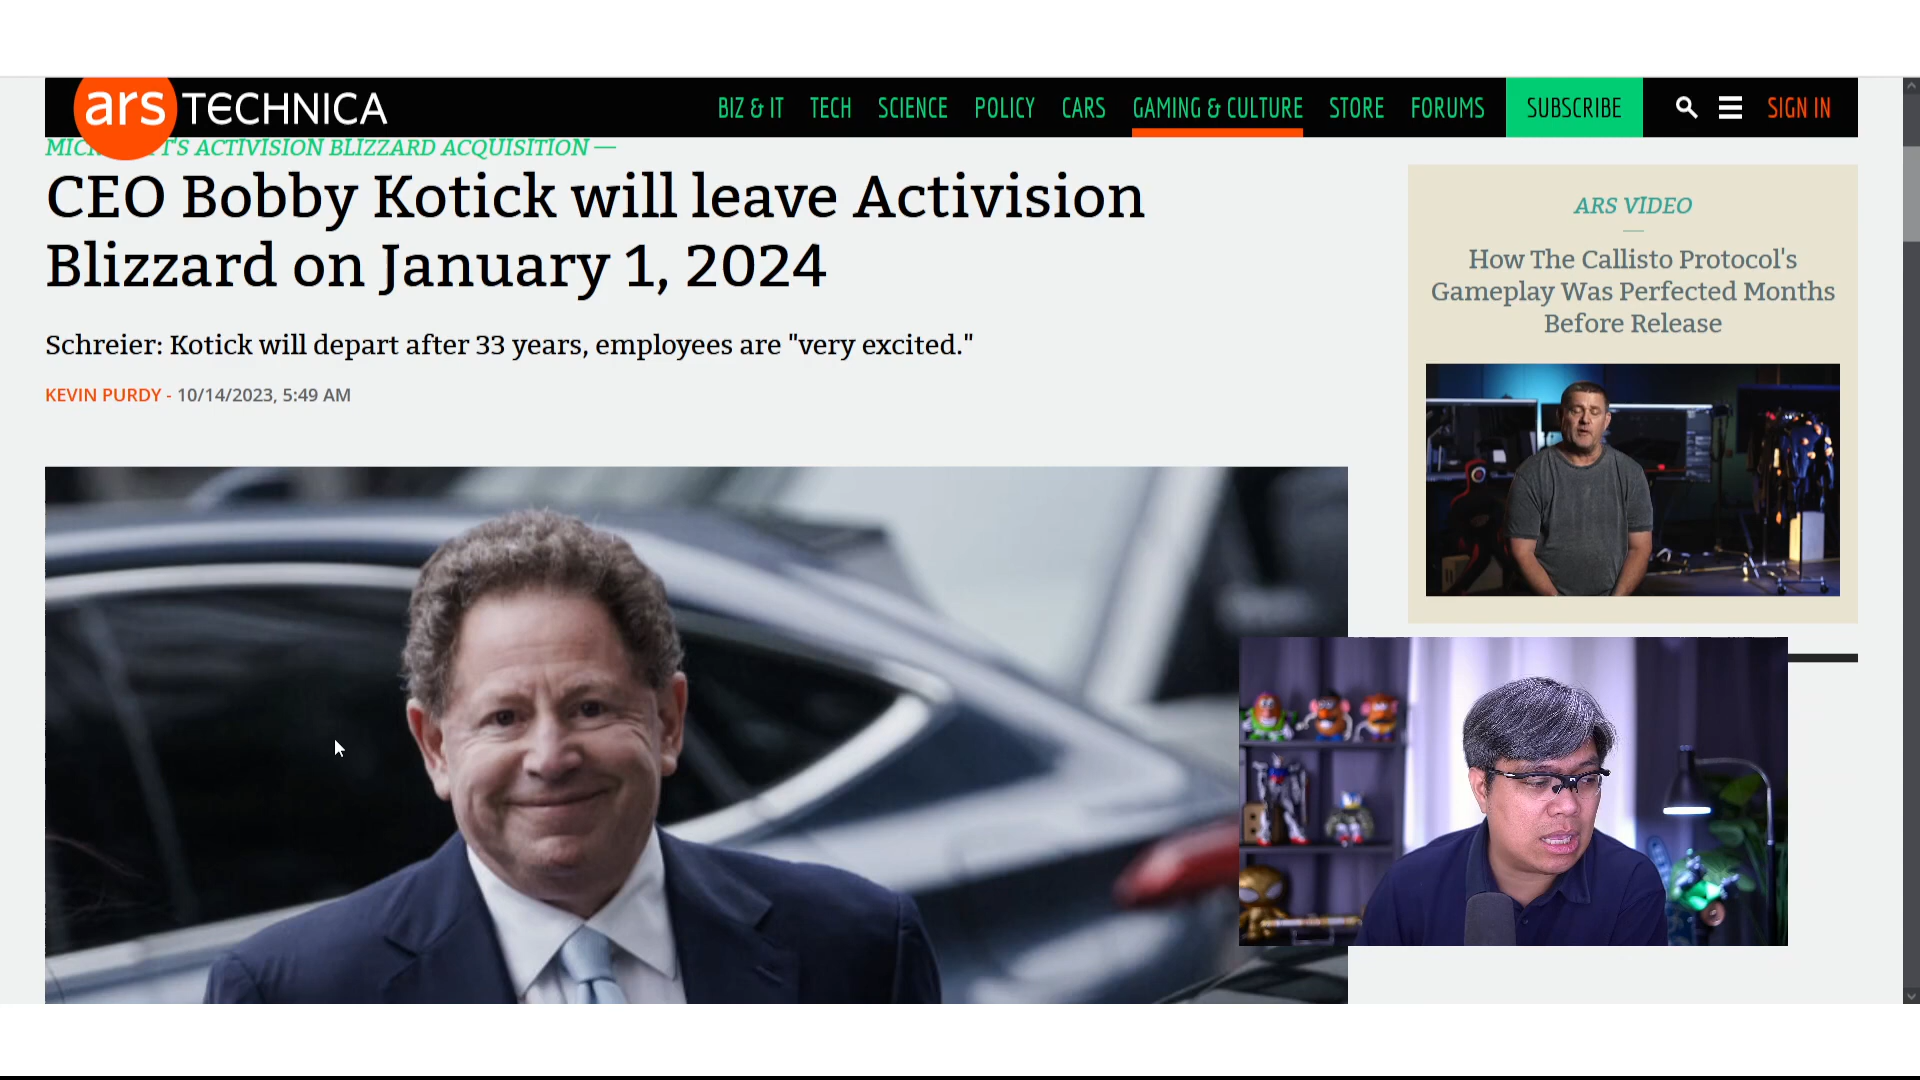 ars TECHNICA
BIZ & IT TECH SCIENCE POLICY CARS GAMING & CULTURE STORE FORUMS SUBSCRIBE SIGN IN
ACTIVISION BLIZZARD ACQUISITION —
CEO Bobby Kotick will leave Activision
Blizzard on January 1, 2024
Schreier: Kotick will depart after 33 years, employees are "very excited."
KEVIN PURDY - 10/14/2023, 5:49 AM
ARS VIDEO
How The Callisto Protocol's
Gameplay Was Perfected Months
Before Release